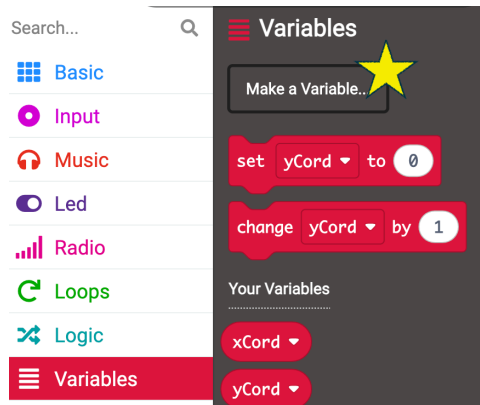 Search...
Basic
Input
Music
Led
Radio
Loops
Logic
Variables
Variables
Make a Variable...
set yCord to 0
change yCord by 1
Your Variables
xCord
yCord